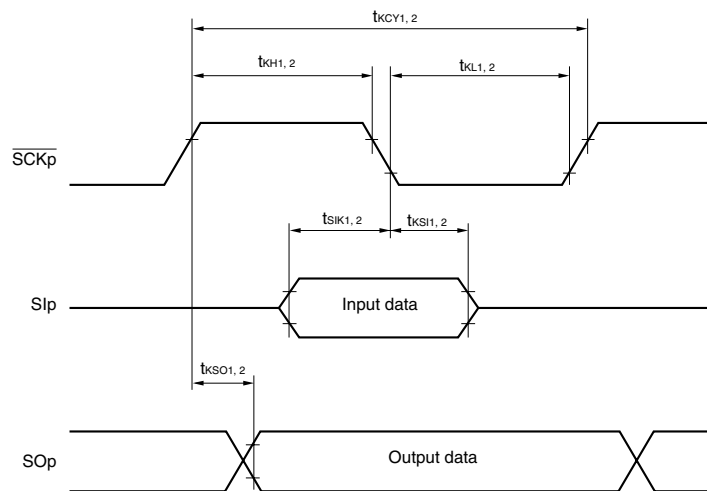 tKCY1, 2
tKH1, 2
tKL1, 2
SCKp
tSIK1, 2
tKSI1, 2
SIp
Input data
tKSO1, 2
SOp
Output data